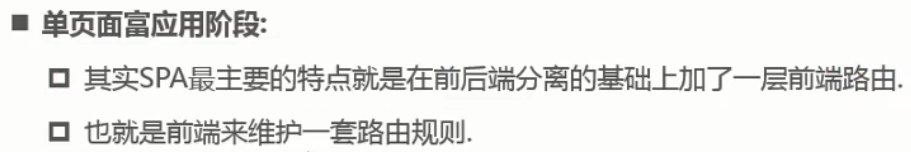 单页面富应用阶段:
其实SPA最主要的特点就是在前后端分离的基础上加了一层前端路由.
也就是前端来维护一套路由规则.